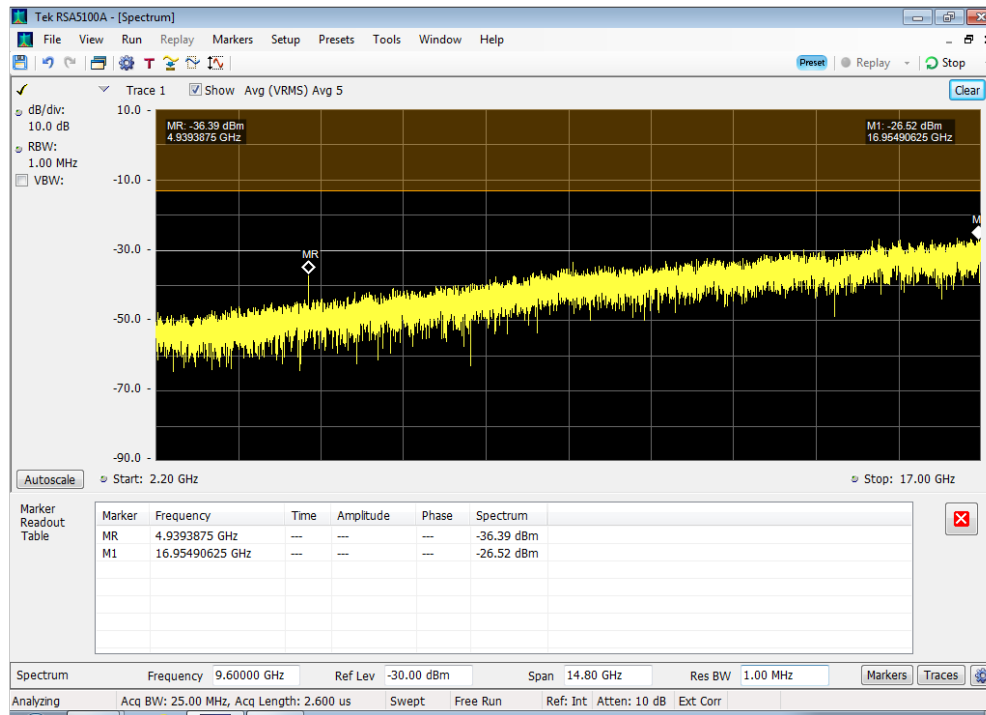 Tek RSA5100A - [Spectrum]
File View Run Replay Markers Setup Presets Tools Window Help
T Preset Replay Stop
Trace 1 Show Avg (VRMS) Avg 5 Clear
dB/div:
10.0 dB
RBW:
1.00 MHz
VBW:
10.0
-10.0
-30.0
-50.0
-70.0
-90.0
MR: -36.39 dBm
4.9393875 GHz
M1: -26.52 dBm
16.95490625 GHz
MR
M
Autoscale Start: 2.20 GHz Stop: 17.00 GHz
Marker
Readout
Table
Marker Frequency Time Amplitude Phase Spectrum
MR 4.9393875 GHz --- --- --- -36.39 dBm
M1 16.95490625 GHz --- --- --- -26.52 dBm
Spectrum Frequency 9.60000 GHz Ref Lev -30.00 dBm Span 14.80 GHz Res BW 1.00 MHz Markers Traces
Analyzing Acq BW: 25.00 MHz, Acq Length: 2.600 us Swept Free Run Ref: Int Atten: 10 dB Ext Corr